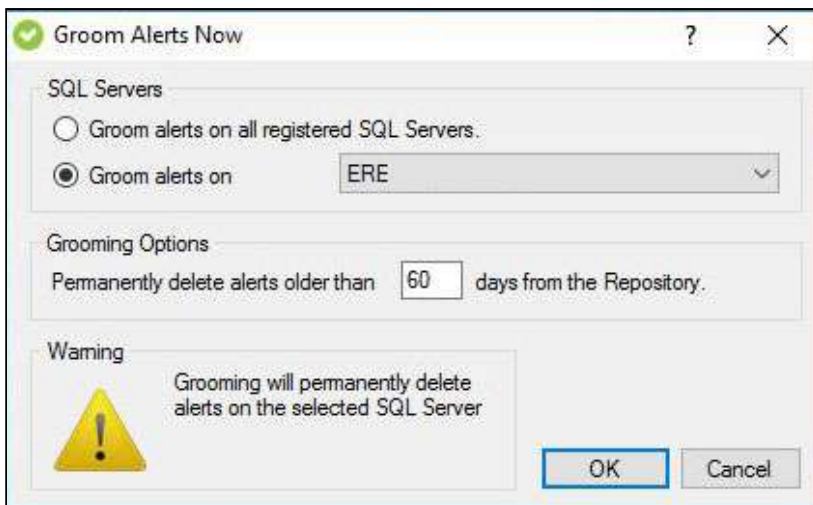 Groom Alerts Now ? X
SQL Servers
Groom alerts on all registered SQL Servers.
Groom alerts on ERE
Grooming Options
Permanently delete alerts older than 60 days from the Repository.
Warning
Grooming will permanently delete
alerts on the selected SQL Server
OK Cancel